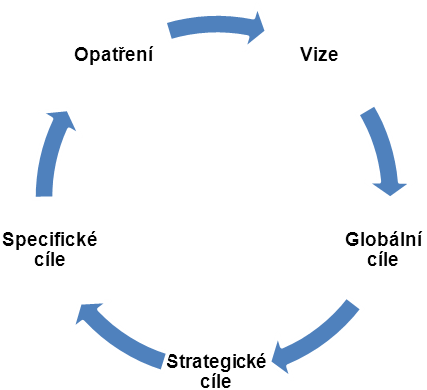 Opatření
Vize
Globální
cíle
Strategické
cíle
Specifické
cíle